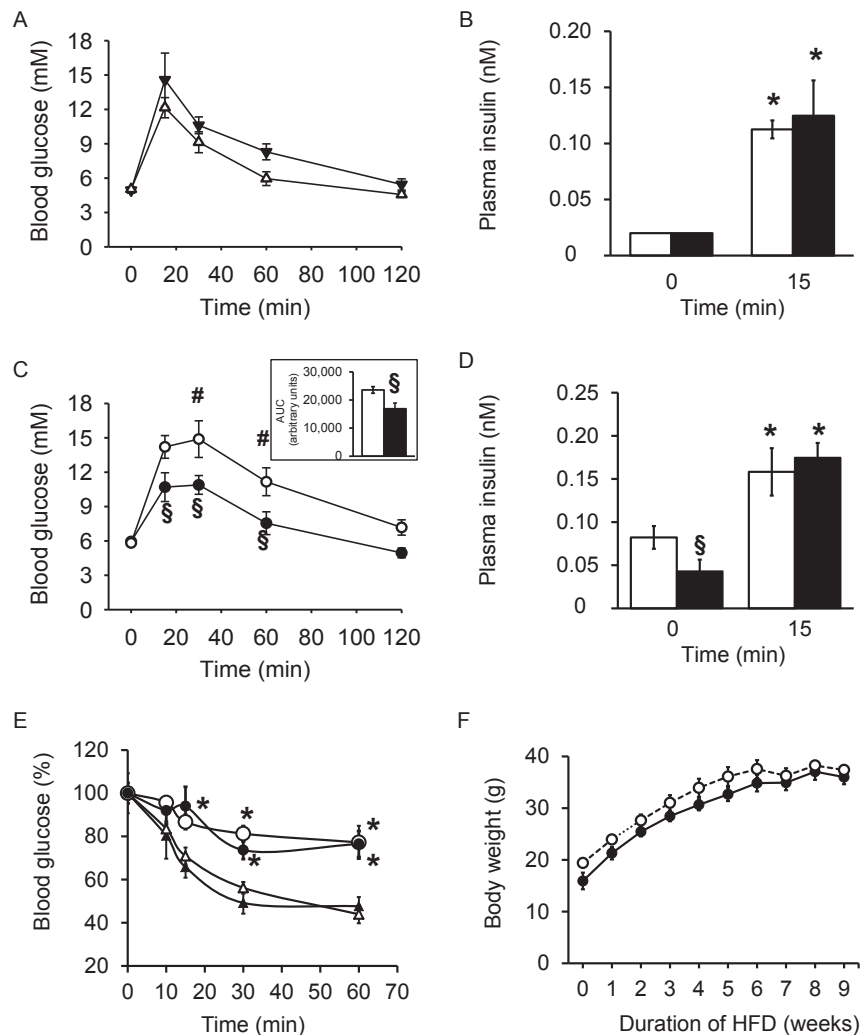 A
Blood glucose (mM)
18
15
12
9
6
3
0
0 20 40 60 80 100 120
Time (min)
B
Plasma insulin (nM)
0.20
0.15
0.10
0.05
0
* *
0 15
Time (min)
C
Blood glucose (mM)
18
15
12
9
6
3
0
# #
§ § §
0 20 40 60 80 100 120
Time (min)
AUC
(arbitrary units)
30,000
20,000
10,000
0
§
D
Plasma insulin (nM)
0.25
0.20
0.15
0.10
0.05
0
§ * *
0 15
Time (min)
E
Blood glucose (%)
120
100
80
60
40
20
* * *
* *
0 10 20 30 40 50 60 70
Time (min)
F
Body weight (g)
40
30
20
10
0
0 1 2 3 4 5 6 7 8 9
Duration of HFD (weeks)